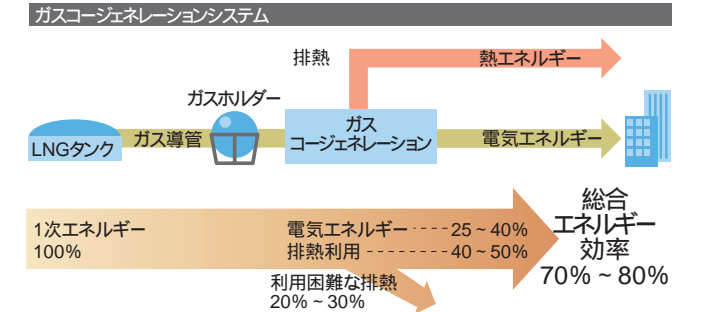 ガスコージェネレーションシステム
排熱
熱エネルギー
ガスホルダー
LNGタンク
ガス導管
ガス
コージェネレーション
電気エネルギー
1次エネルギー
100%
電気エネルギー----25~40%
排熱利用--------40~50%
利用困難な排熱
20%~30%
総合
エネルギー
効率
70%~80%